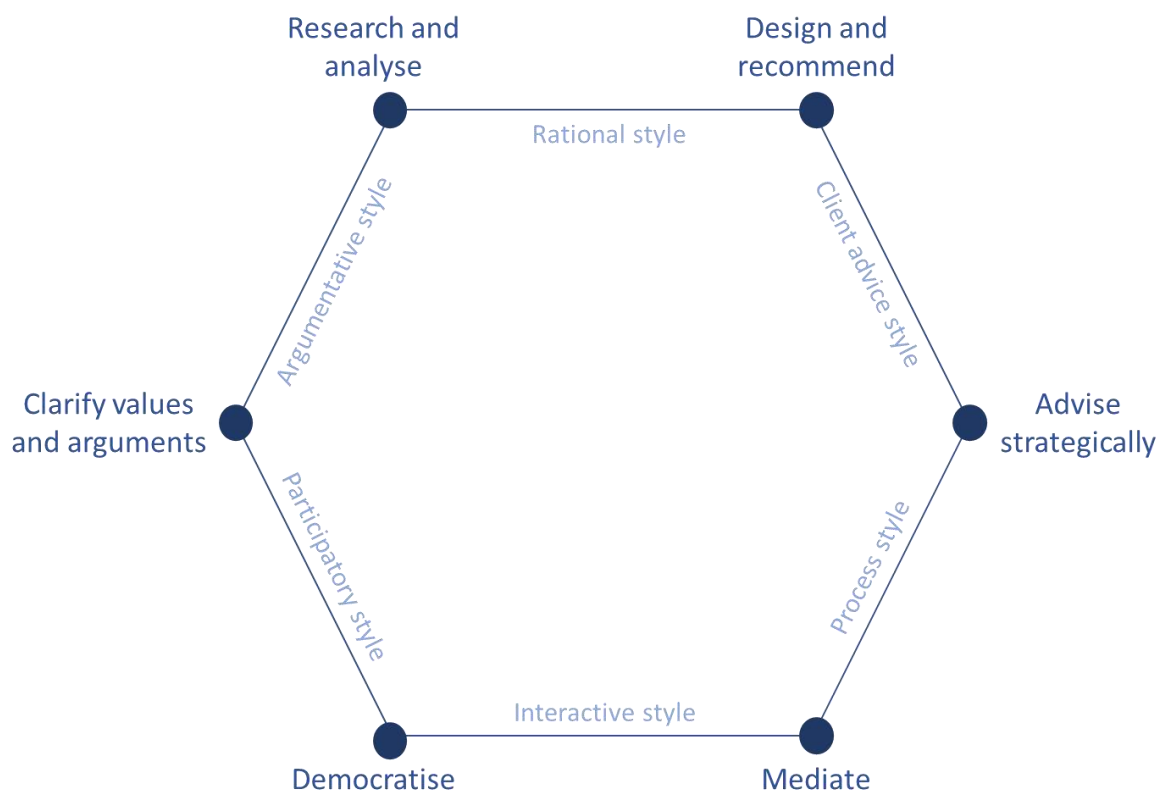 Research and
analyse
Design and
recommend
Rational style
Argumentative style
Client advice style
Clarify values
and arguments
Advise
strategically
Participatory style
Process style
Interactive style
Democratise
Mediate